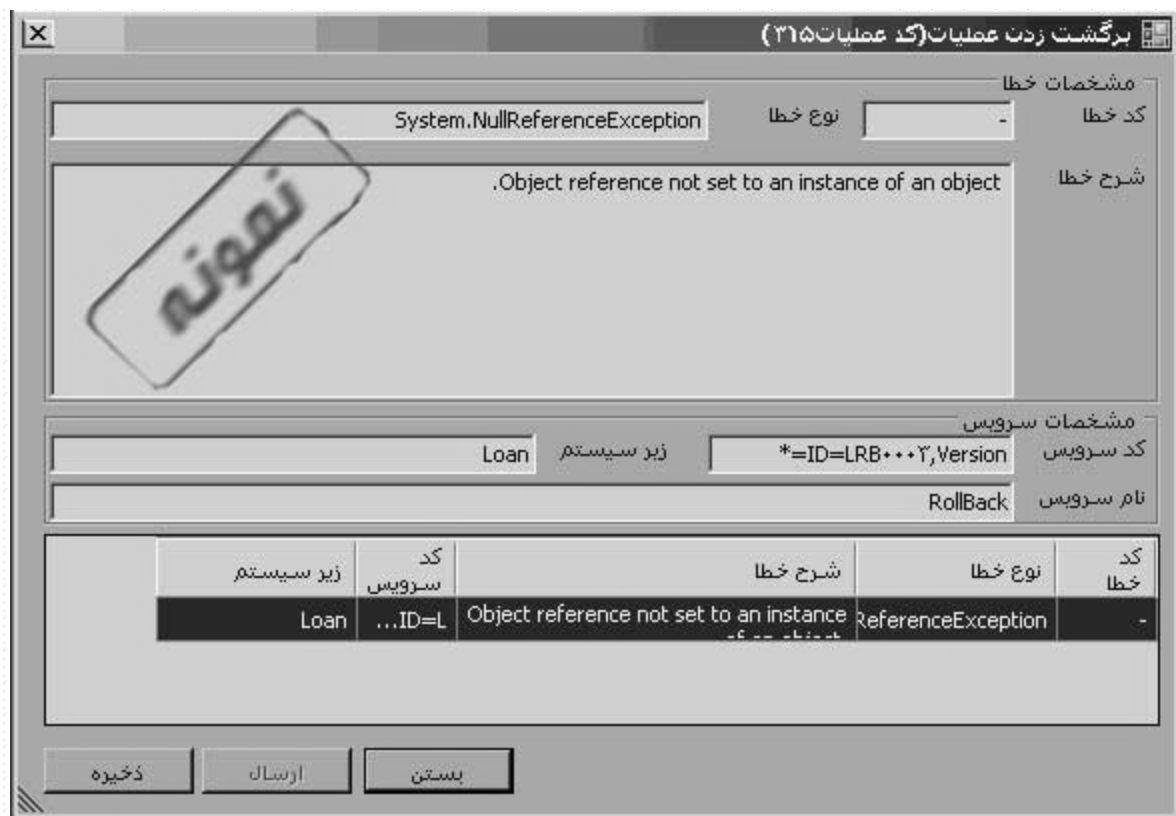 برگشت زدن عملیات(کد عملیات۳۱۵)
مشخصات خطا
کد خطا -
نوع خطا System.NullReferenceException
شرح خطا .Object reference not set to an instance of an object
نمونه
مشخصات سرویس
کد سرویس *=ID=LRB۰۰۰۳,Version
زیر سیستم Loan
نام سرویس RollBack
کد خطا نوع خطا شرح خطا کد سرویس زیر سیستم
- ReferenceException Object reference not set to an instance of an object ...ID=L Loan
بستن ارسال ذخیره